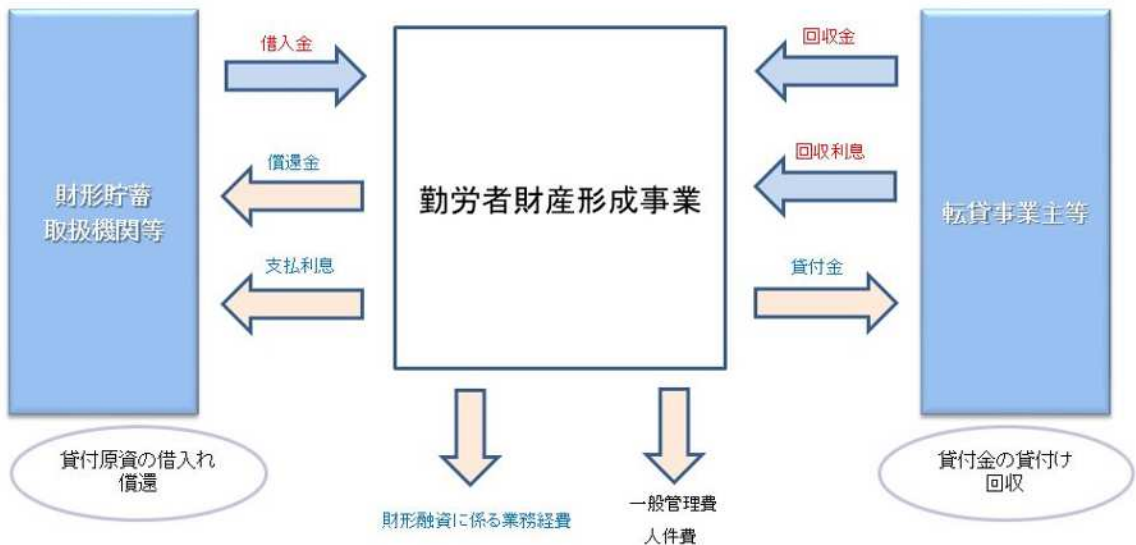 借入金
回収金
償還金
回収利息
財形貯蓄
取扱機関等
勤労者財産形成事業
転貸事業主等
支払利息
貸付金
貸付原資の借入れ
償還
貸付金の貸付け
回収
財形融資に係る業務経費
一般管理費
人件費